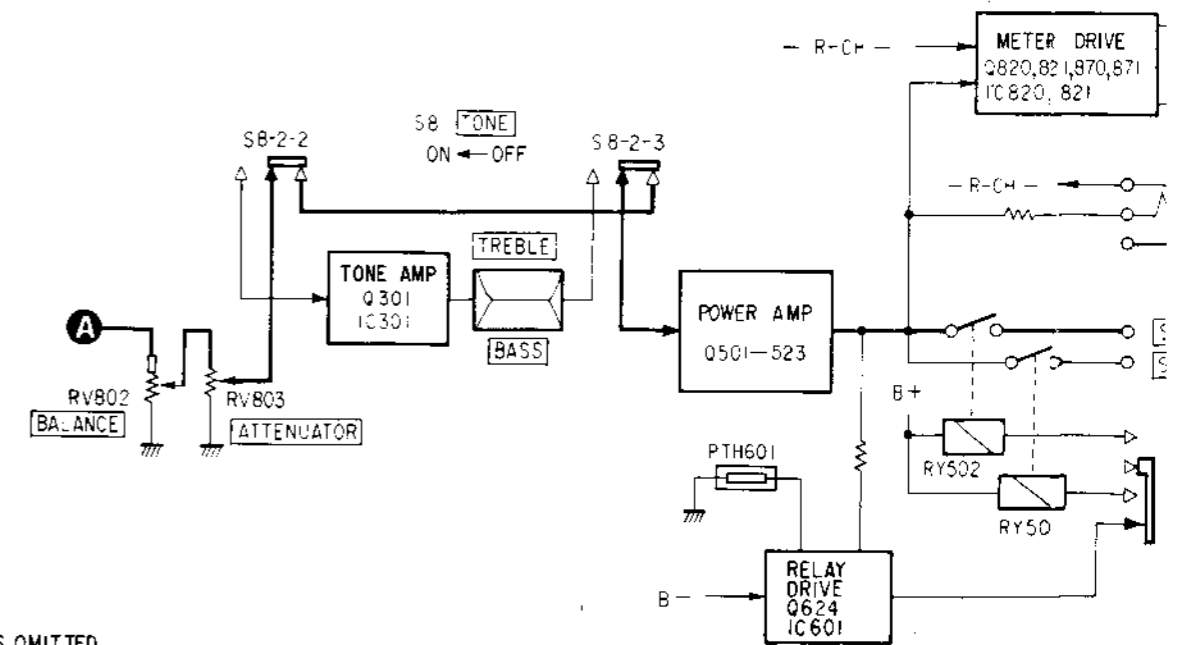 — R-CH —
METER DRIVE
Q820,821,870,871
IC820, 821
S8 TONE
ON ← OFF
S8-2-2
S8-2-3
— R-CH —
TREBLE
TONE AMP
Q301
IC301
BASS
POWER AMP
Q501—523
A
RV802
BALANCE
RV803
ATTENUATOR
B+
PTH601
RY502
RY50
RELAY
DRIVE
Q624
IC601
B—
OMITTED